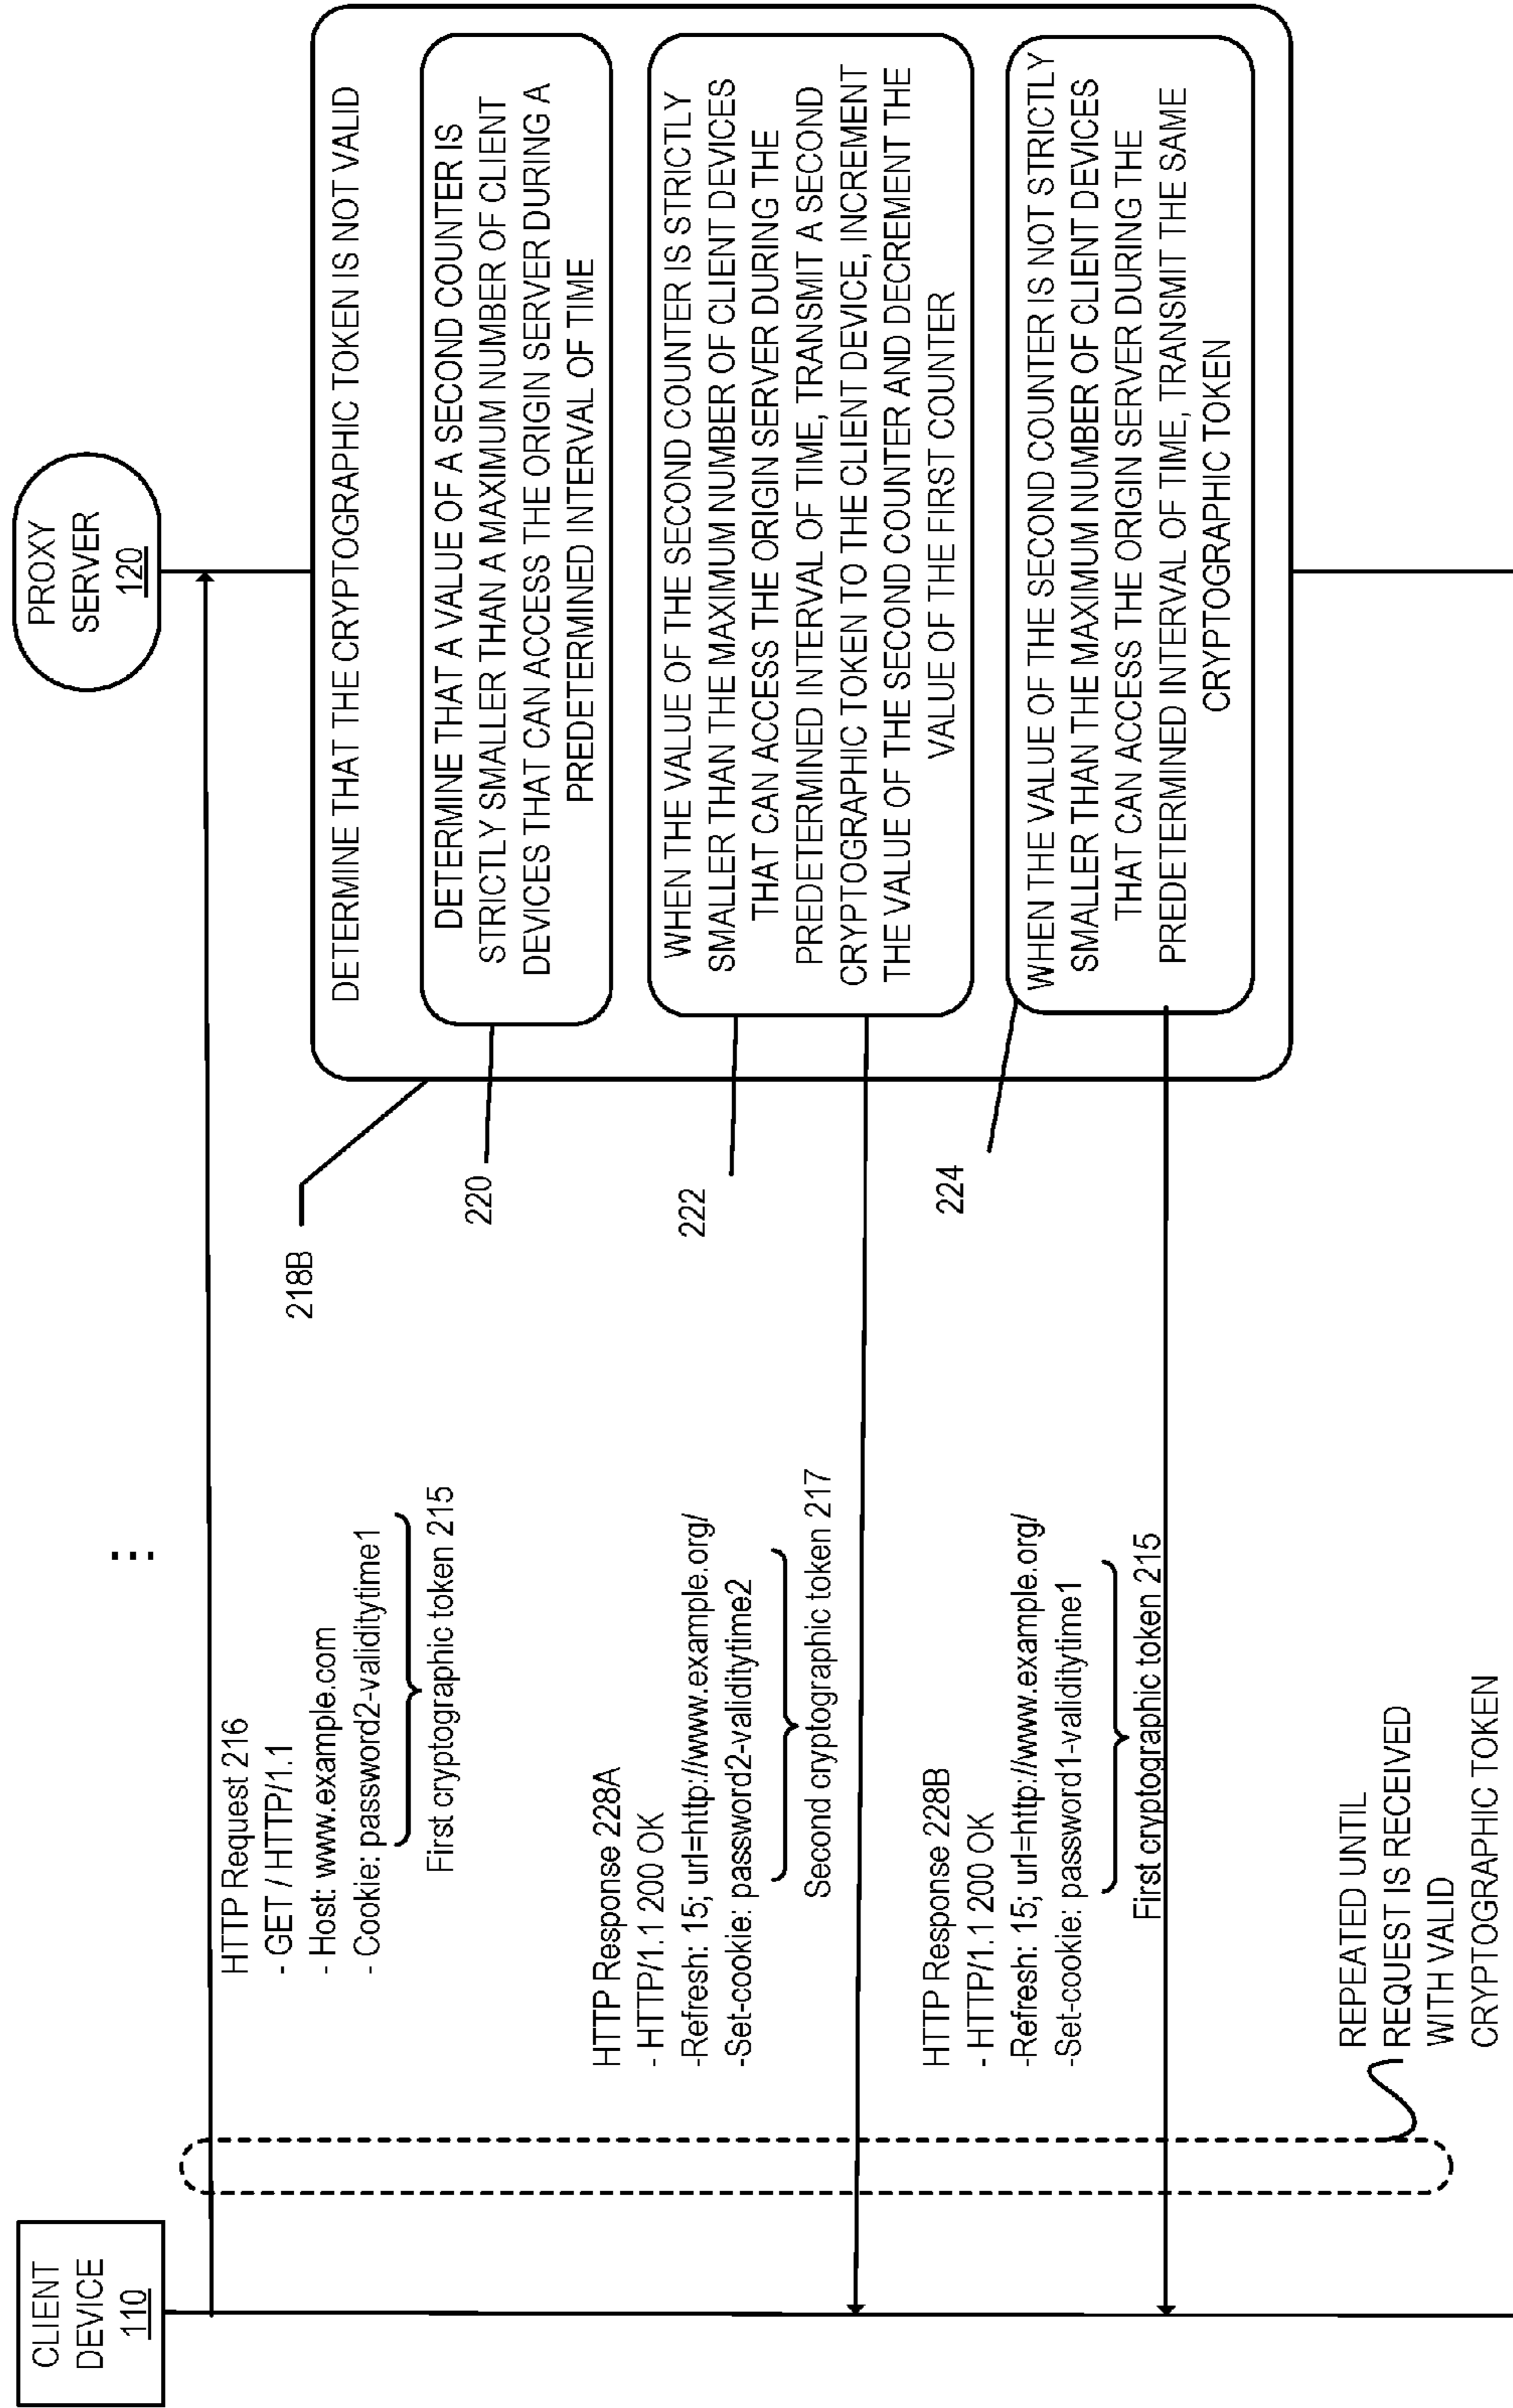 CLIENT
DEVICE
110
PROXY
SERVER
120
...
HTTP Request 216
- GET / HTTP/1.1
- Host: www.example.com
- Cookie: password2-validitytime1
First cryptographic token 215
218B
DETERMINE THAT THE CRYPTOGRAPHIC TOKEN IS NOT VALID
220
DETERMINE THAT A VALUE OF A SECOND COUNTER IS
STRICTLY SMALLER THAN A MAXIMUM NUMBER OF CLIENT
DEVICES THAT CAN ACCESS THE ORIGIN SERVER DURING A
PREDETERMINED INTERVAL OF TIME
222
WHEN THE VALUE OF THE SECOND COUNTER IS STRICTLY
SMALLER THAN THE MAXIMUM NUMBER OF CLIENT DEVICES
THAT CAN ACCESS THE ORIGIN SERVER DURING THE
PREDETERMINED INTERVAL OF TIME, TRANSMIT A SECOND
CRYPTOGRAPHIC TOKEN TO THE CLIENT DEVICE, INCREMENT
THE VALUE OF THE SECOND COUNTER AND DECREMENT THE
VALUE OF THE FIRST COUNTER
HTTP Response 228A
- HTTP/1.1 200 OK
-Refresh: 15; url=http://www.example.org/
-Set-cookie: password2-validitytime2
Second cryptographic token 217
224
WHEN THE VALUE OF THE SECOND COUNTER IS NOT STRICTLY
SMALLER THAN THE MAXIMUM NUMBER OF CLIENT DEVICES
THAT CAN ACCESS THE ORIGIN SERVER DURING THE
PREDETERMINED INTERVAL OF TIME, TRANSMIT THE SAME
CRYPTOGRAPHIC TOKEN
HTTP Response 228B
- HTTP/1.1 200 OK
-Refresh: 15; url=http://www.example.org/
-Set-cookie: password1-validitytime1
First cryptographic token 215
REPEATED UNTIL
REQUEST IS RECEIVED
WITH VALID
CRYPTOGRAPHIC TOKEN